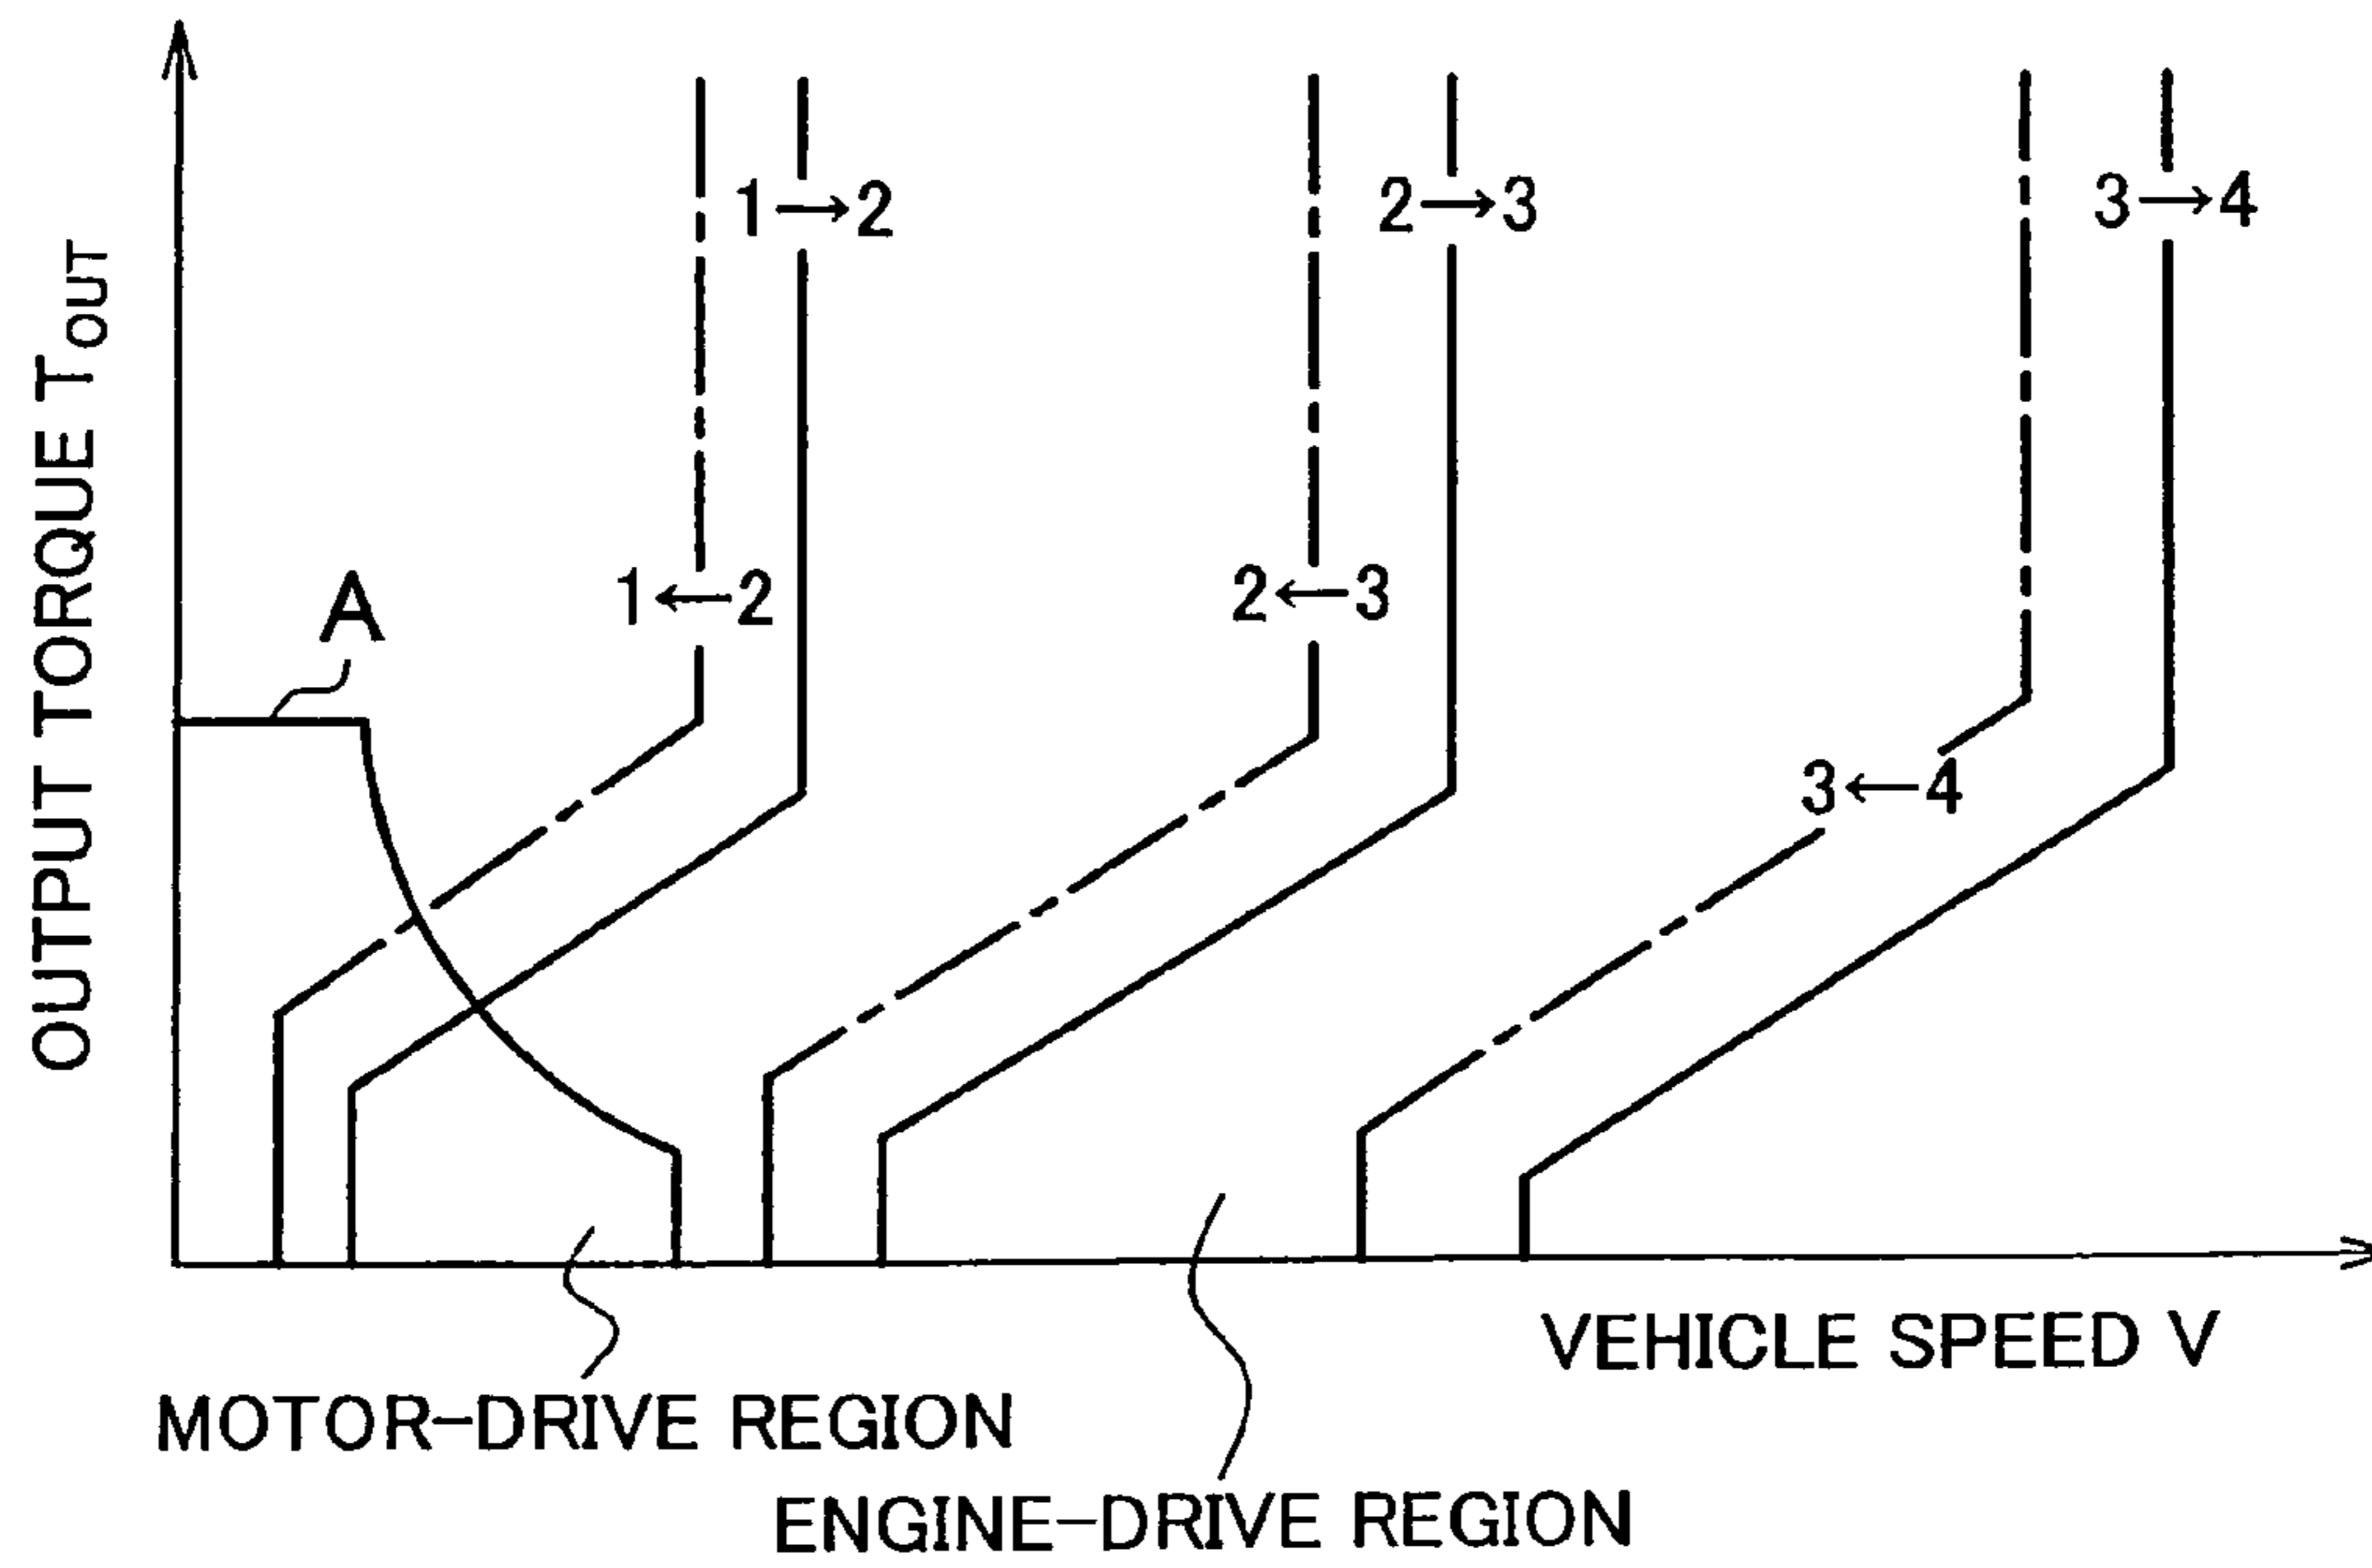 OUTPUT TORQUE TOUT
A
1→2
2→3
3→4
1←2
2←3
3←4
VEHICLE SPEED V
MOTOR-DRIVE REGION
ENGINE-DRIVE REGION